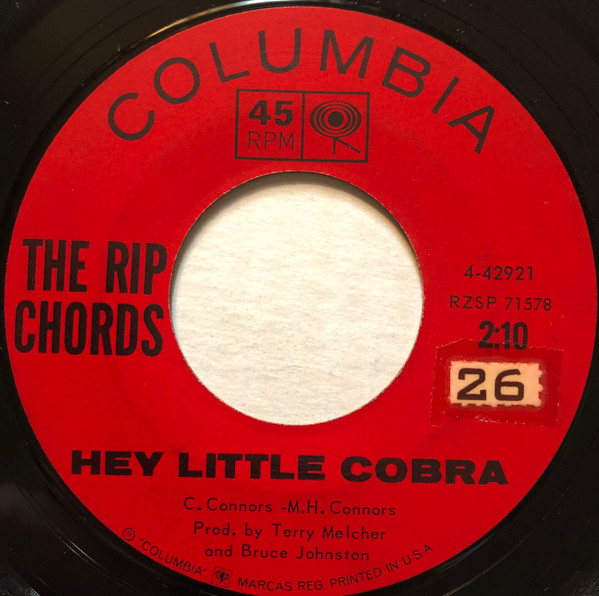 COLUMBIA
45
RPM
THE RIP
CHORDS
4-42921
RZSP 71578
2:10
26
HEY LITTLE COBRA
C. Connors -M.H. Connors
Prod. by Terry Melcher
and Bruce Johnston
Ⓟ "COLUMBIA" MARCAS REG. PRINTED IN U S A